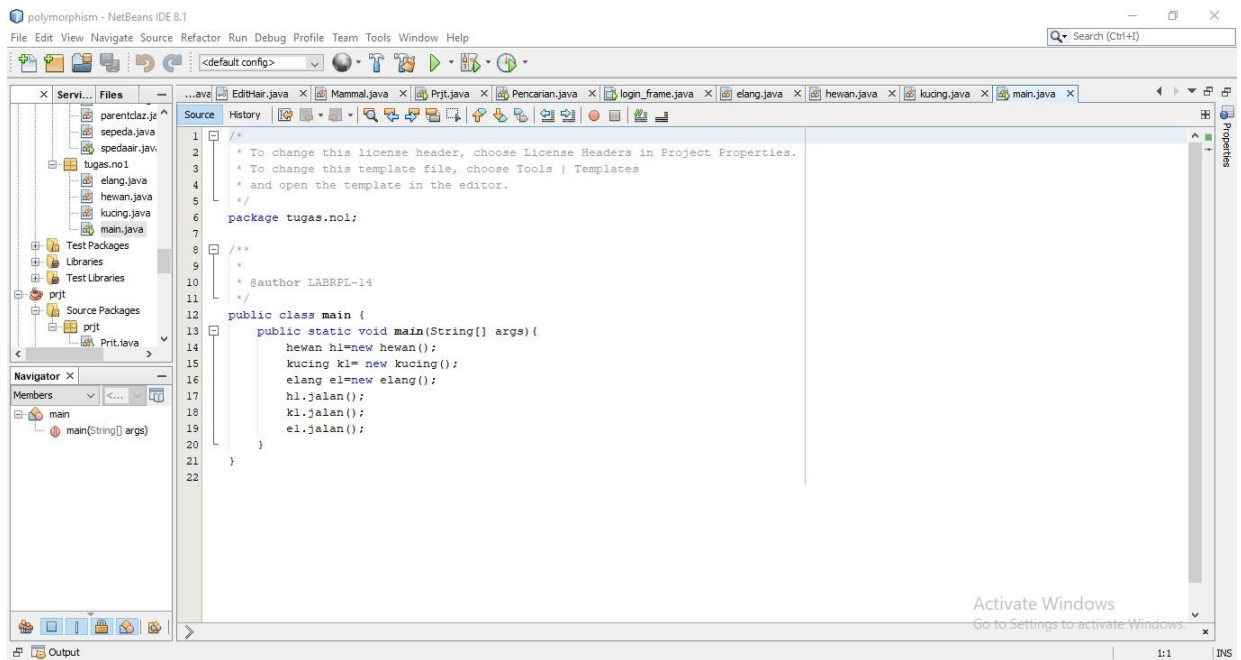 polymorphism - NetBeans IDE 8.1
File Edit View Navigate Source Refactor Run Debug Profile Team Tools Window Help
Search (Ctrl+I)
<default config>
Servi... Files
...ava EditHair.java Mammal.java Prjt.java Pencarian.java login_frame.java elang.java hewan.java kucing.java main.java
Source History
parentclaz.ja
sepeda.java
spedaair.jav
tugas.no1
elang.java
hewan.java
kucing.java
main.java
Test Packages
Libraries
Test Libraries
prjt
Source Packages
prjt
Prjt.java
Navigator
Members <...
main
main(String[] args)
1 /*
2 * To change this license header, choose License Headers in Project Properties.
3 * To change this template file, choose Tools | Templates
4 * and open the template in the editor.
5 */
6 package tugas.no1;
7
8 /**
9 *
10 * @author LABRPL-14
11 */
12 public class main {
13 public static void main(String[] args){
14 hewan h1=new hewan();
15 kucing k1= new kucing();
16 elang e1=new elang();
17 h1.jalan();
18 k1.jalan();
19 e1.jalan();
20 }
21 }
22
Properties
Activate Windows
Go to Settings to activate Windows.
Output
1:1 INS